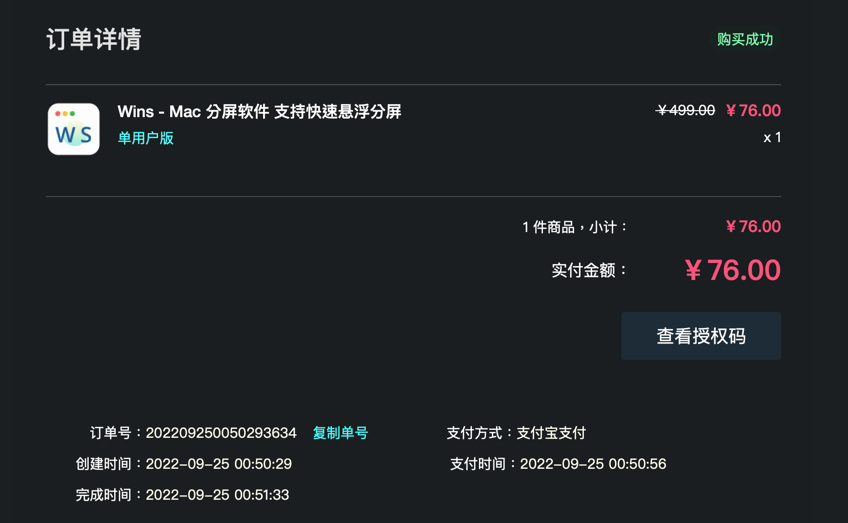 订单详情
购买成功
WS
Wins - Mac 分屏软件 支持快速悬浮分屏
¥499.00 ¥76.00
单用户版
x 1
1 件商品，小计： ¥76.00
实付金额： ¥76.00
查看授权码
订单号：202209250050293634 复制单号
支付方式：支付宝支付
创建时间：2022-09-25 00:50:29
支付时间：2022-09-25 00:50:56
完成时间：2022-09-25 00:51:33